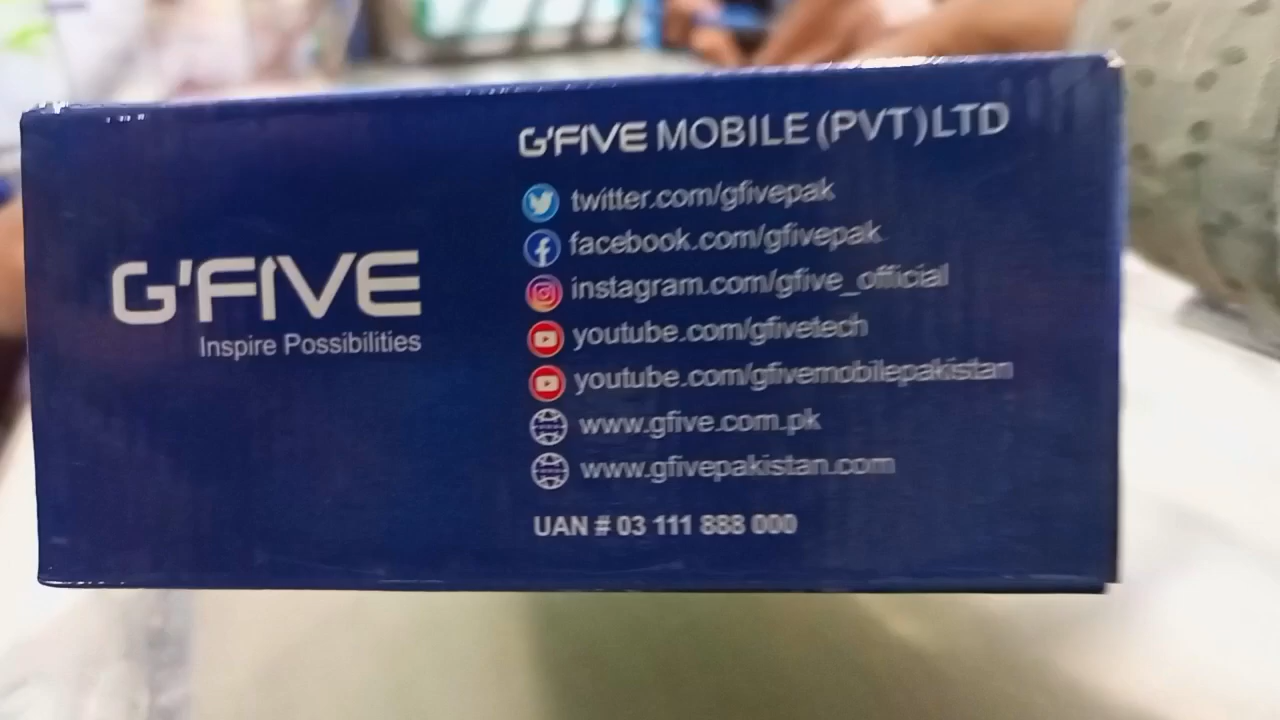 G'FIVE
Inspire Possibilities
G'FIVE MOBILE (PVT) LTD
twitter.com/gfivepak
facebook.com/gfivepak
instagram.com/gfive_official
youtube.com/gfivetech
youtube.com/gfivemobilepakistan
www.gfive.com.pk
www.gfivepakistan.com
UAN # 03 111 888 000